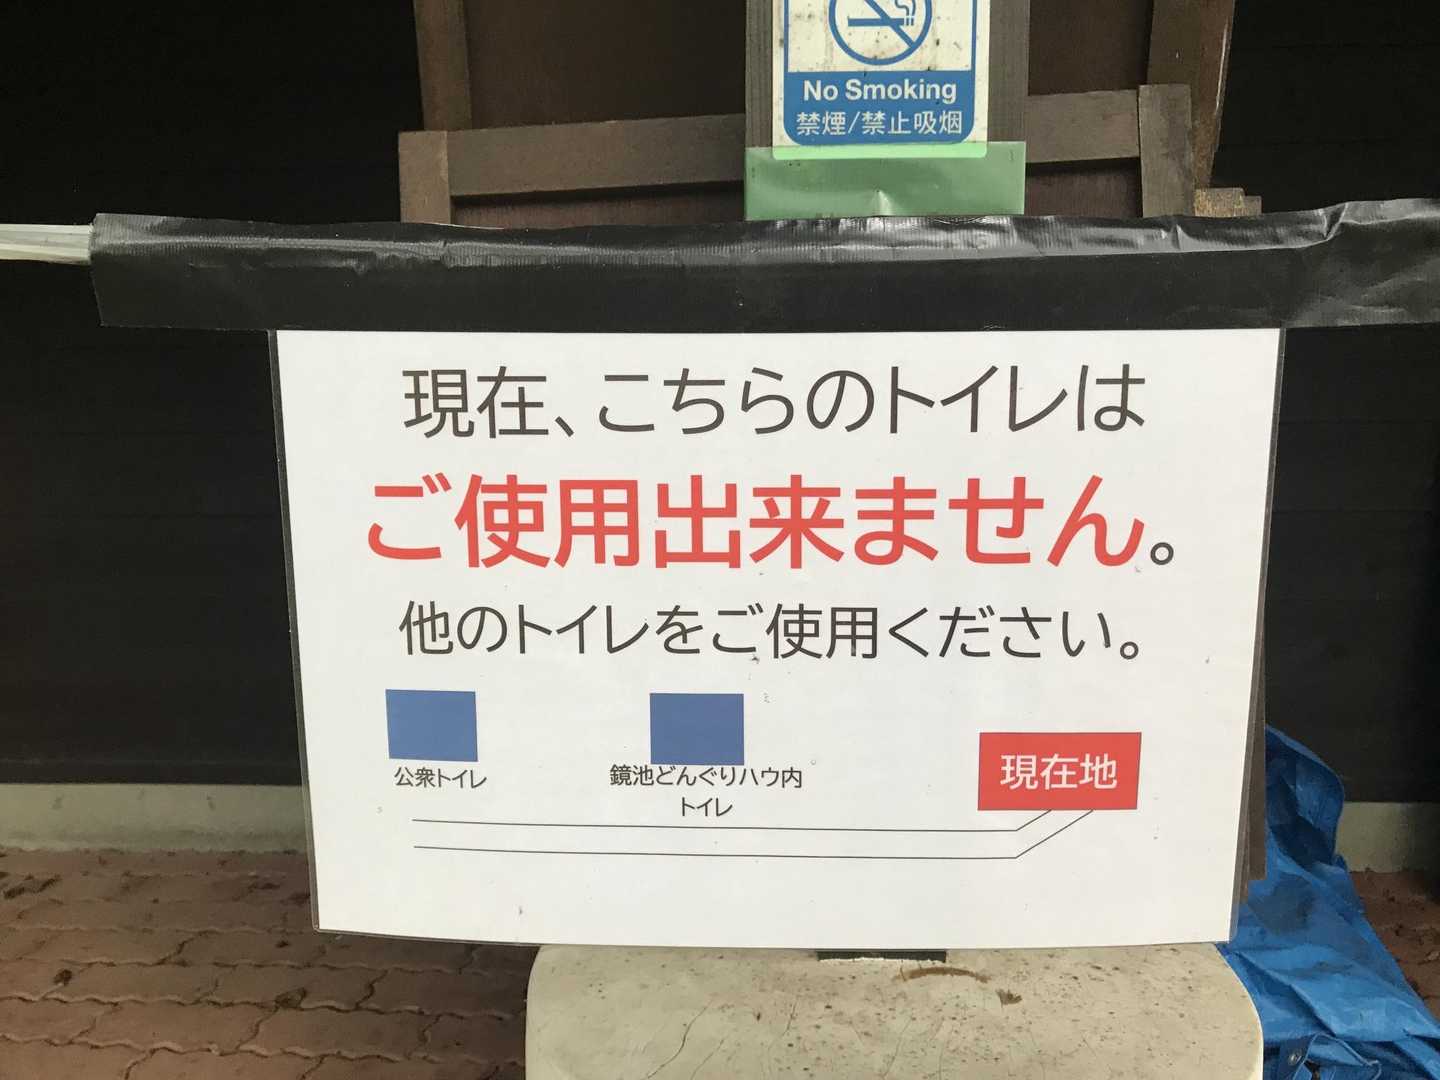 No Smoking
禁煙/禁止吸烟
現在、こちらのトイレは
ご使用出来ません。
他のトイレをご使用ください。
公衆トイレ
鏡池どんぐりハウ内
トイレ
現在地